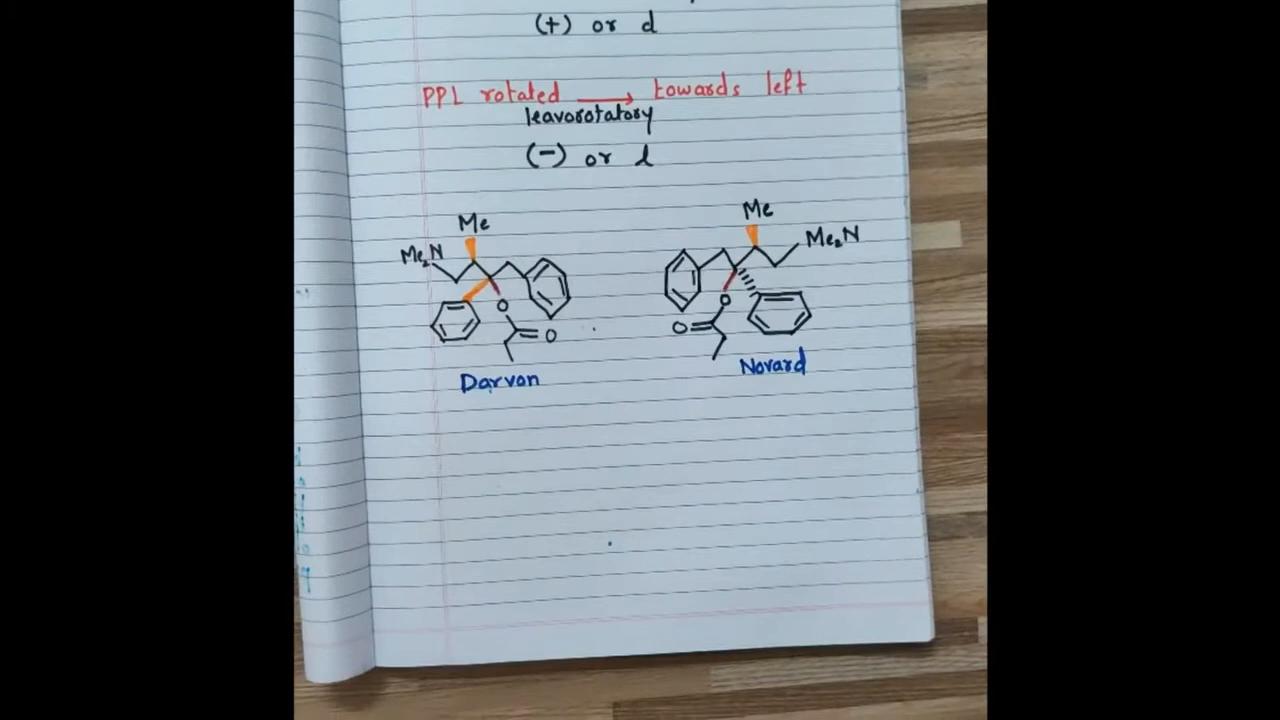 (+) or d
PPL rotated → towards left
leavorotatory
(-) or l
Me
Me₂N
O
O
Darvon
Me
Me₂N
O
O
Novard